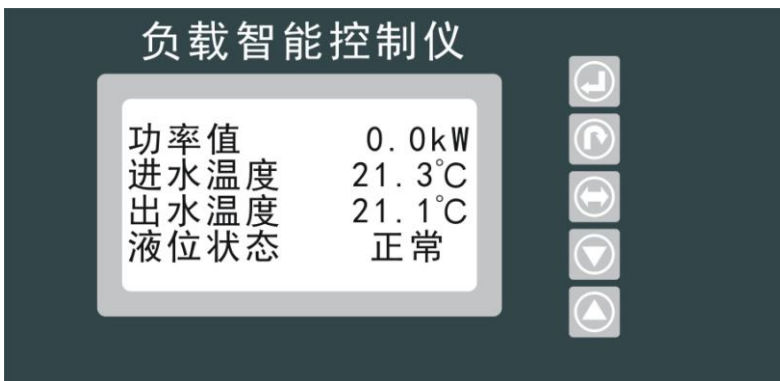 负载智能控制仪
功率值 0.0kW
进水温度 21.3℃
出水温度 21.1℃
液位状态 正常